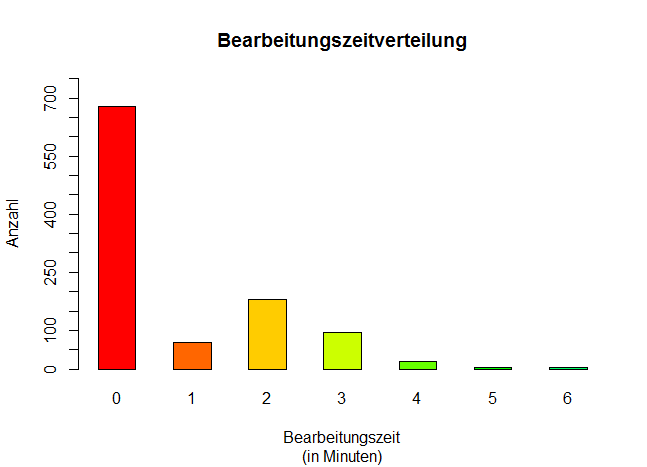 Bearbeitungszeitverteilung
Anzahl
700
550
400
250
100
0
0 1 2 3 4 5 6
Bearbeitungszeit
(in Minuten)